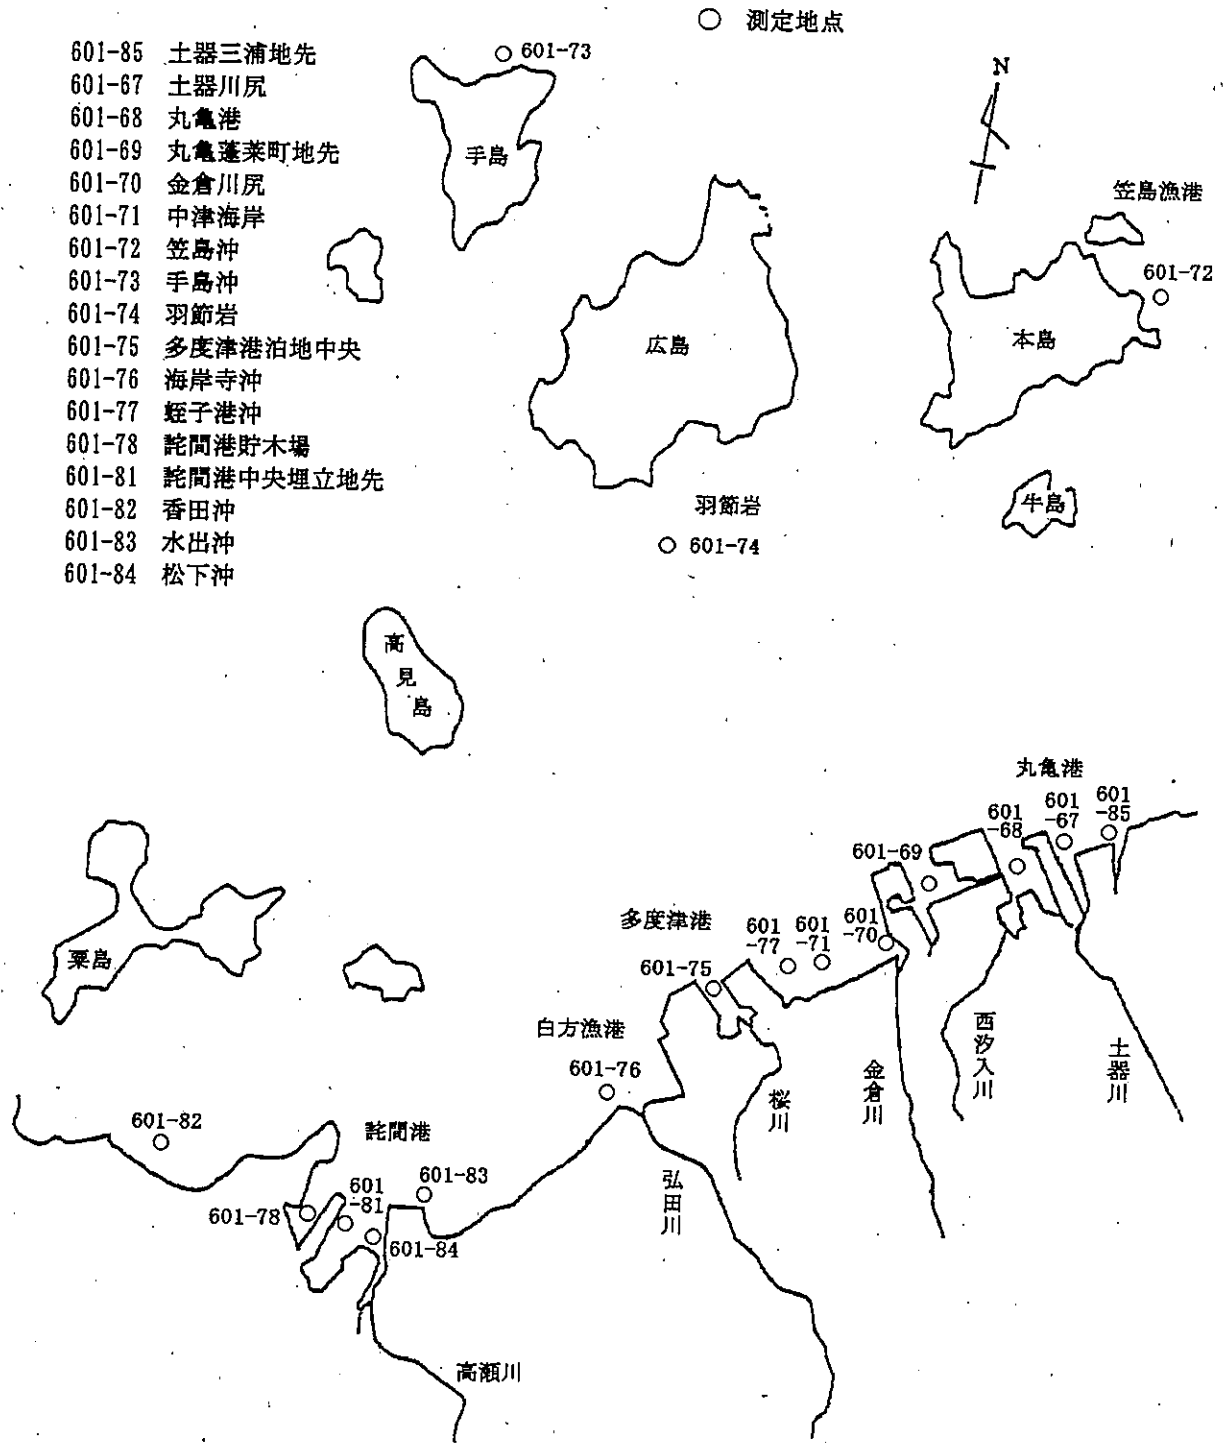 ○ 測定地点
601-85 土器三浦地先
601-67 土器川尻
601-68 丸亀港
601-69 丸亀蓬莱町地先
601-70 金倉川尻
601-71 中津海岸
601-72 笠島沖
601-73 手島沖
601-74 羽節岩
601-75 多度津港泊地中央
601-76 海岸寺沖
601-77 蛭子港沖
601-78 詫間港貯木場
601-81 詫間港中央埋立地先
601-82 香田沖
601-83 水出沖
601-84 松下沖
601-73
手島
N
笠島漁港
601-72
広島
本島
羽節岩
601-74
牛島
高
見
島
丸亀港
601
-68
601
-67
601
-85
601-69
多度津港
601
-77
601
-71
601
-70
601-75
粟島
白方漁港
601-76
桜川
金倉川
西汐入川
土器川
601-82
詫間港
601-83
601-78
601
-81
601-84
弘田川
高瀬川